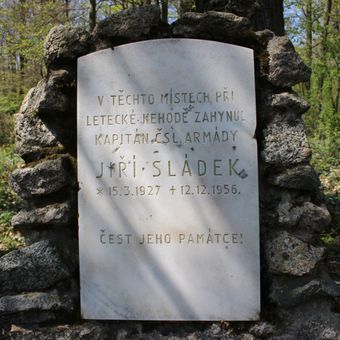 V TĚCHTO MÍSTECH PŘI
LETECKÉ NEHODĚ ZAHYNUL
KAPITÁN ČSL. ARMÁDY
JIŘÍ SLÁDEK
* 15.3.1927 + 12.12.1956.
ČEST JEHO PAMÁTCE!